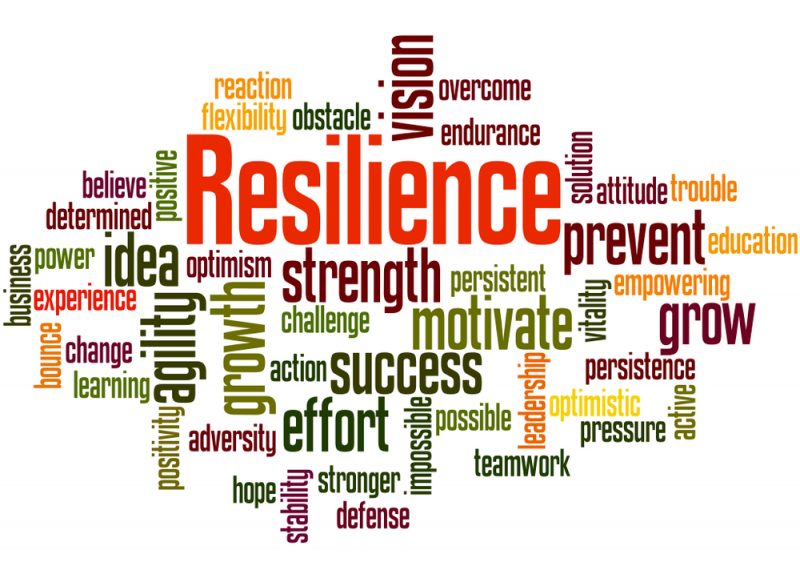 vision
reaction
overcome
flexibility
obstacle
endurance
Resilience
solution
believe
positive
attitude
trouble
determined
prevent
education
business
power
idea
optimism
strength
persistent
empowering
experience
agility
growth
challenge
motivate
vitality
grow
bounce
change
learning
action
success
leadership
persistence
optimistic
active
positivity
adversity
effort
impossible
possible
pressure
teamwork
hope
stability
stronger
defense